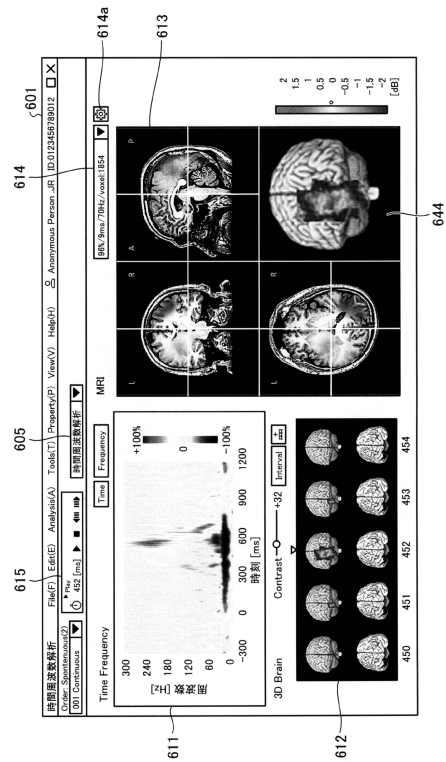 601
時間周波数解析
File(F) Edit(E) Analysis(A) Tools(T) Property(P) View(V) Help(H)
Anonymous Person .JR ID:0123456789012
615
605
614
614a
Order: Spontenuous(2)
001 Continuous
Play
452 [ms]
時間周波数解析
Time Frequency
Time
Frequency
MRI
96%/9ms/70Hz/voxel:1854
611
周波数 [Hz]
300
240
180
120
60
0
-300
0
300
600
900
1200
時刻 [ms]
+100%
0
-100%
613
L
R
A
P
L
R
644
2
1.5
1
0.5
0.0
-0.5
-1
-1.5
-2
[dB]
0
612
3D Brain
Contrast
+32
Interval
450
451
452
453
454